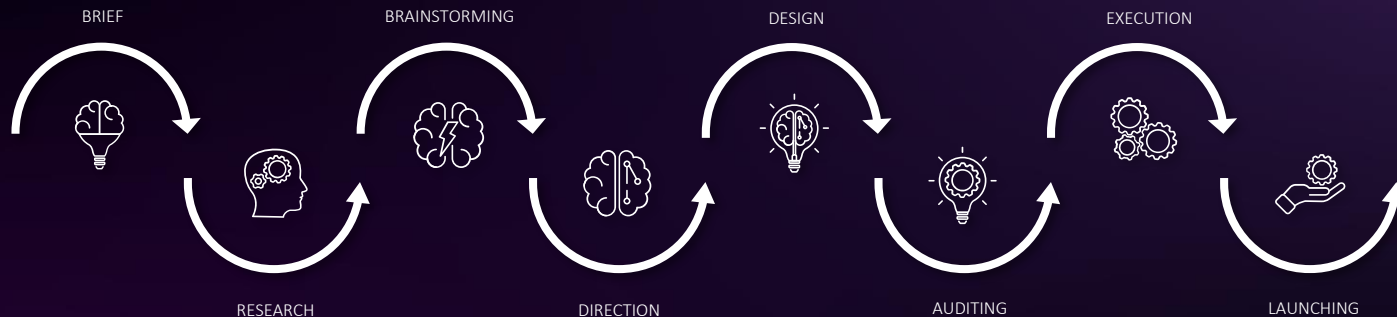 BRIEF
RESEARCH
BRAINSTORMING
DIRECTION
DESIGN
AUDITING
EXECUTION
LAUNCHING